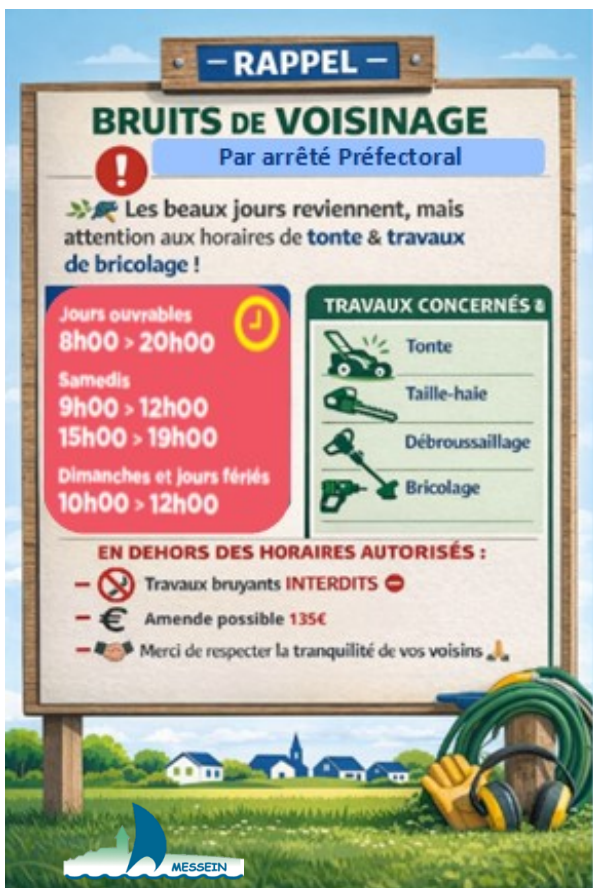 – RAPPEL –
BRUITS DE VOISINAGE
Par arrêté Préfectoral
Les beaux jours reviennent, mais
attention aux horaires de tonte & travaux
de bricolage !
Jours ouvrables
8h00 > 20h00
Samedis
9h00 > 12h00
15h00 > 19h00
Dimanches et jours fériés
10h00 > 12h00
TRAVAUX CONCERNÉS
Tonte
Taille-haie
Débroussaillage
Bricolage
EN DEHORS DES HORAIRES AUTORISÉS :
– Travaux bruyants INTERDITS
– € Amende possible 135€
– Merci de respecter la tranquilité de vos voisins
MESSEIN